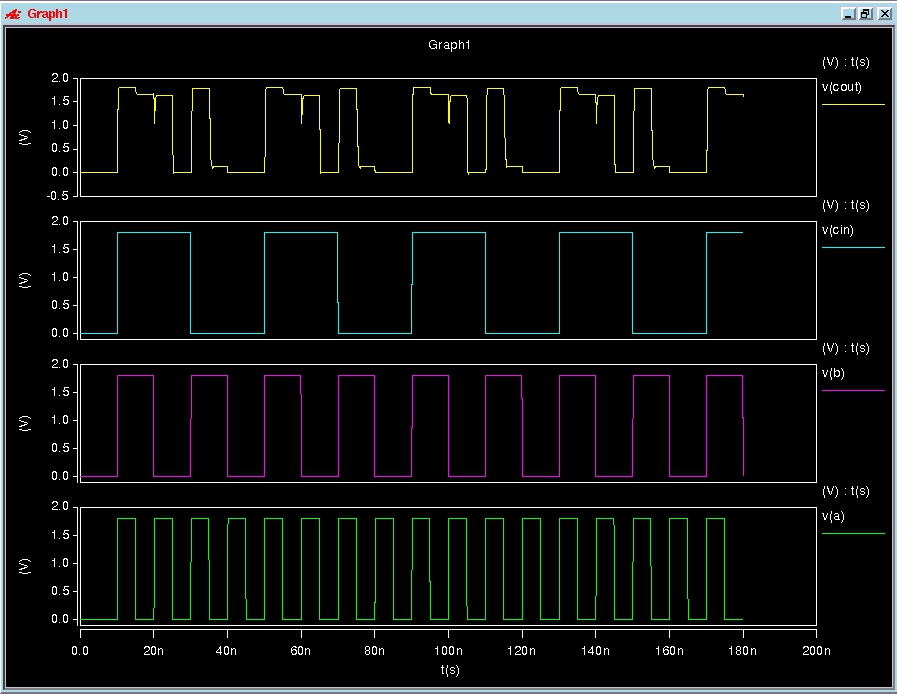 Graph1
Graph1
(V) : t(s)
v(cout)
2.0
1.5
1.0
0.5
0.0
-0.5
(V)
(V) : t(s)
v(cin)
2.0
1.5
1.0
0.5
0.0
(V)
(V) : t(s)
v(b)
2.0
1.5
1.0
0.5
0.0
(V)
(V) : t(s)
v(a)
2.0
1.5
1.0
0.5
0.0
(V)
0.0 20n 40n 60n 80n 100n 120n 140n 160n 180n 200n
t(s)